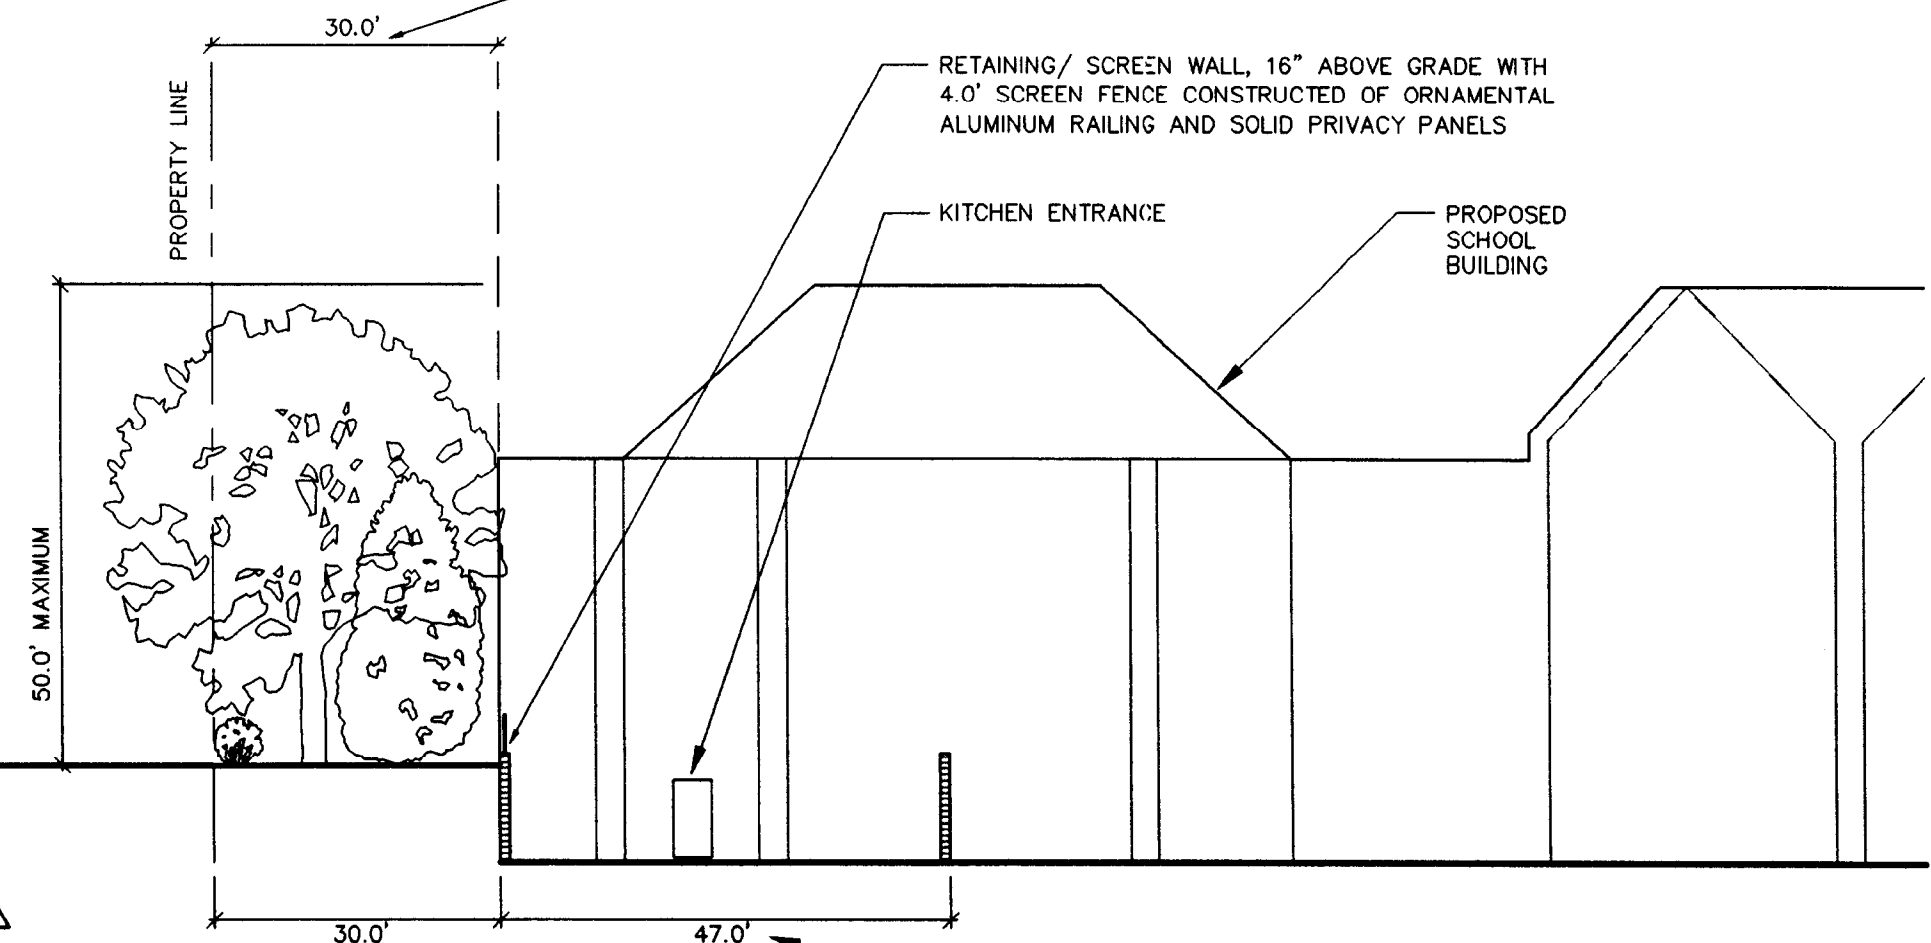 30.0'
RETAINING/ SCREEN WALL, 16" ABOVE GRADE WITH
4.0' SCREEN FENCE CONSTRUCTED OF ORNAMENTAL
ALUMINUM RAILING AND SOLID PRIVACY PANELS
PROPERTY LINE
KITCHEN ENTRANCE
PROPOSED
SCHOOL
BUILDING
50.0' MAXIMUM
30.0'
47.0'